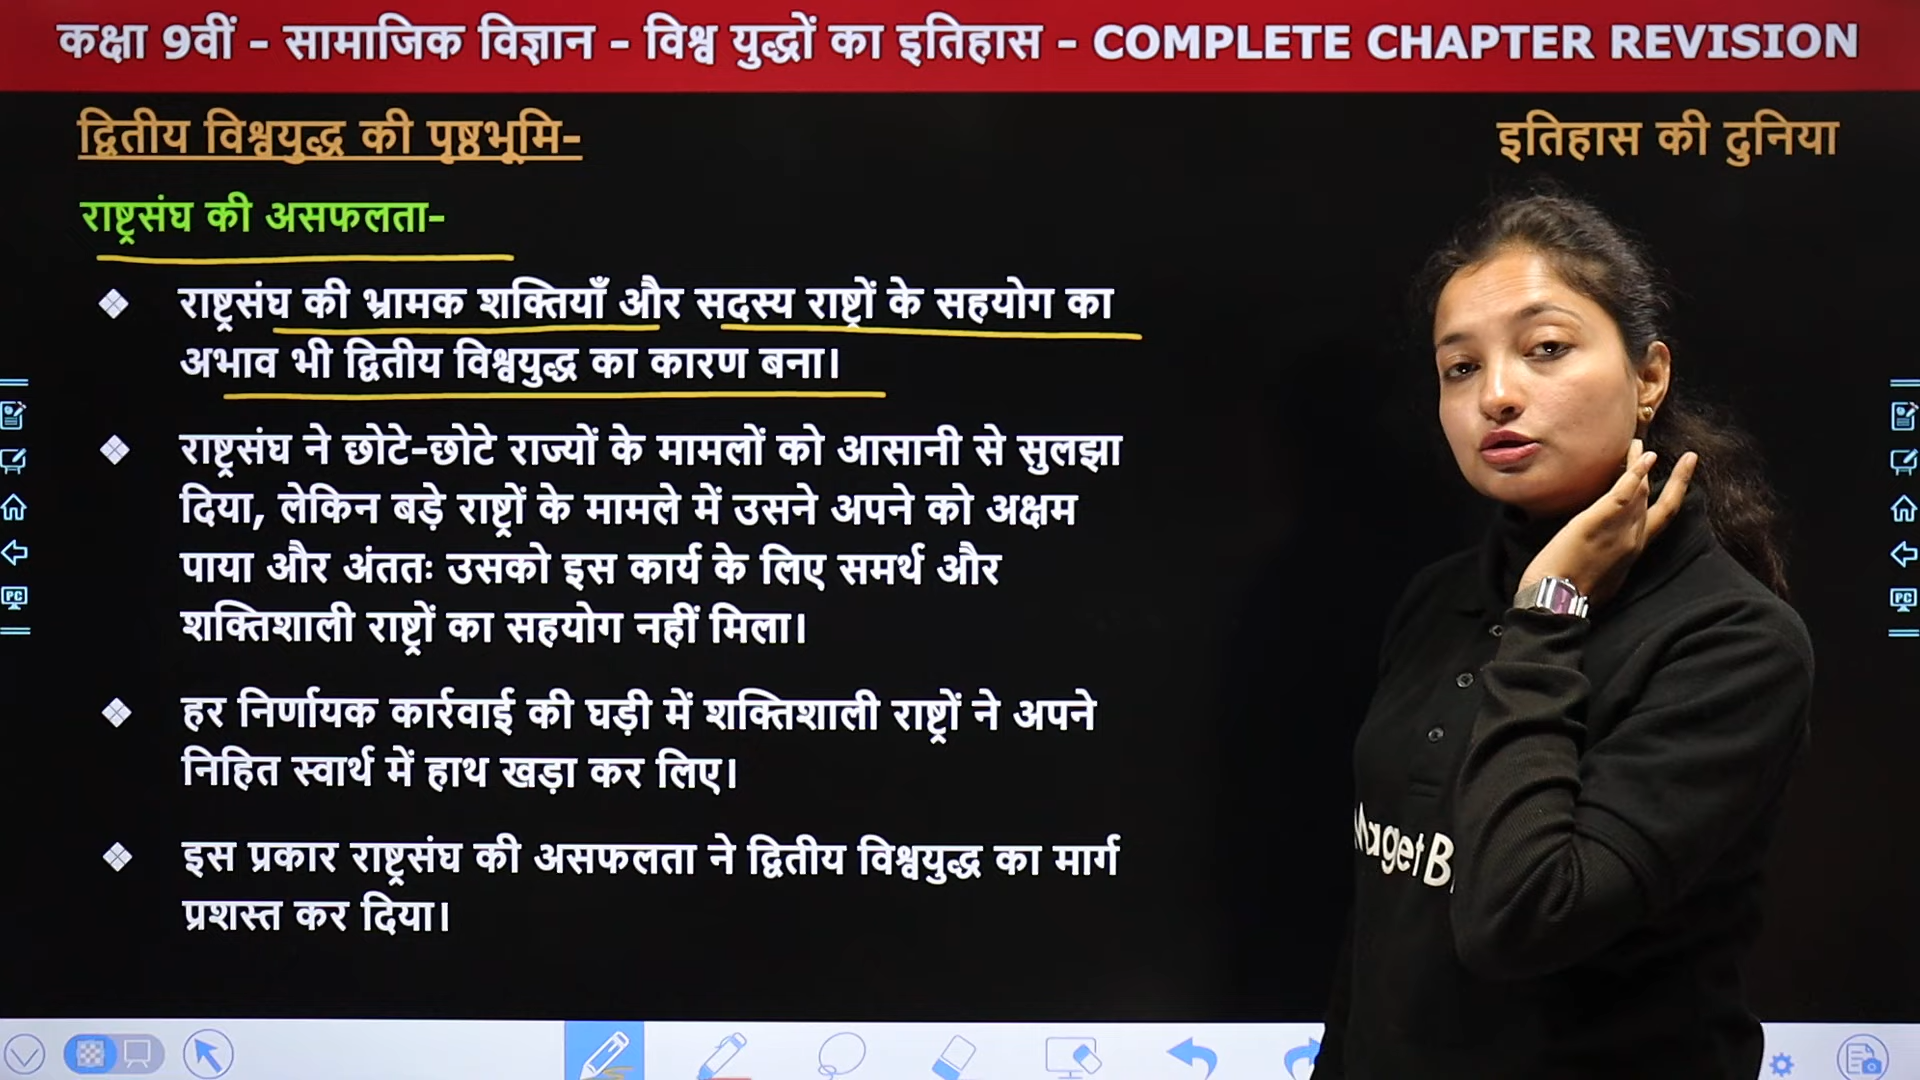 कक्षा 9वीं - सामाजिक विज्ञान - विश्व युद्धों का इतिहास - COMPLETE CHAPTER REVISION
द्वितीय विश्वयुद्ध की पृष्ठभूमि-
इतिहास की दुनिया
राष्ट्रसंघ की असफलता-
❖ राष्ट्रसंघ की भ्रामक शक्तियाँ और सदस्य राष्ट्रों के सहयोग का
अभाव भी द्वितीय विश्वयुद्ध का कारण बना।
❖ राष्ट्रसंघ ने छोटे-छोटे राज्यों के मामलों को आसानी से सुलझा
दिया, लेकिन बड़े राष्ट्रों के मामले में उसने अपने को अक्षम
पाया और अंततः उसको इस कार्य के लिए समर्थ और
शक्तिशाली राष्ट्रों का सहयोग नहीं मिला।
❖ हर निर्णायक कार्रवाई की घड़ी में शक्तिशाली राष्ट्रों ने अपने
निहित स्वार्थ में हाथ खड़ा कर लिए।
❖ इस प्रकार राष्ट्रसंघ की असफलता ने द्वितीय विश्वयुद्ध का मार्ग
प्रशस्त कर दिया।
PC
PC